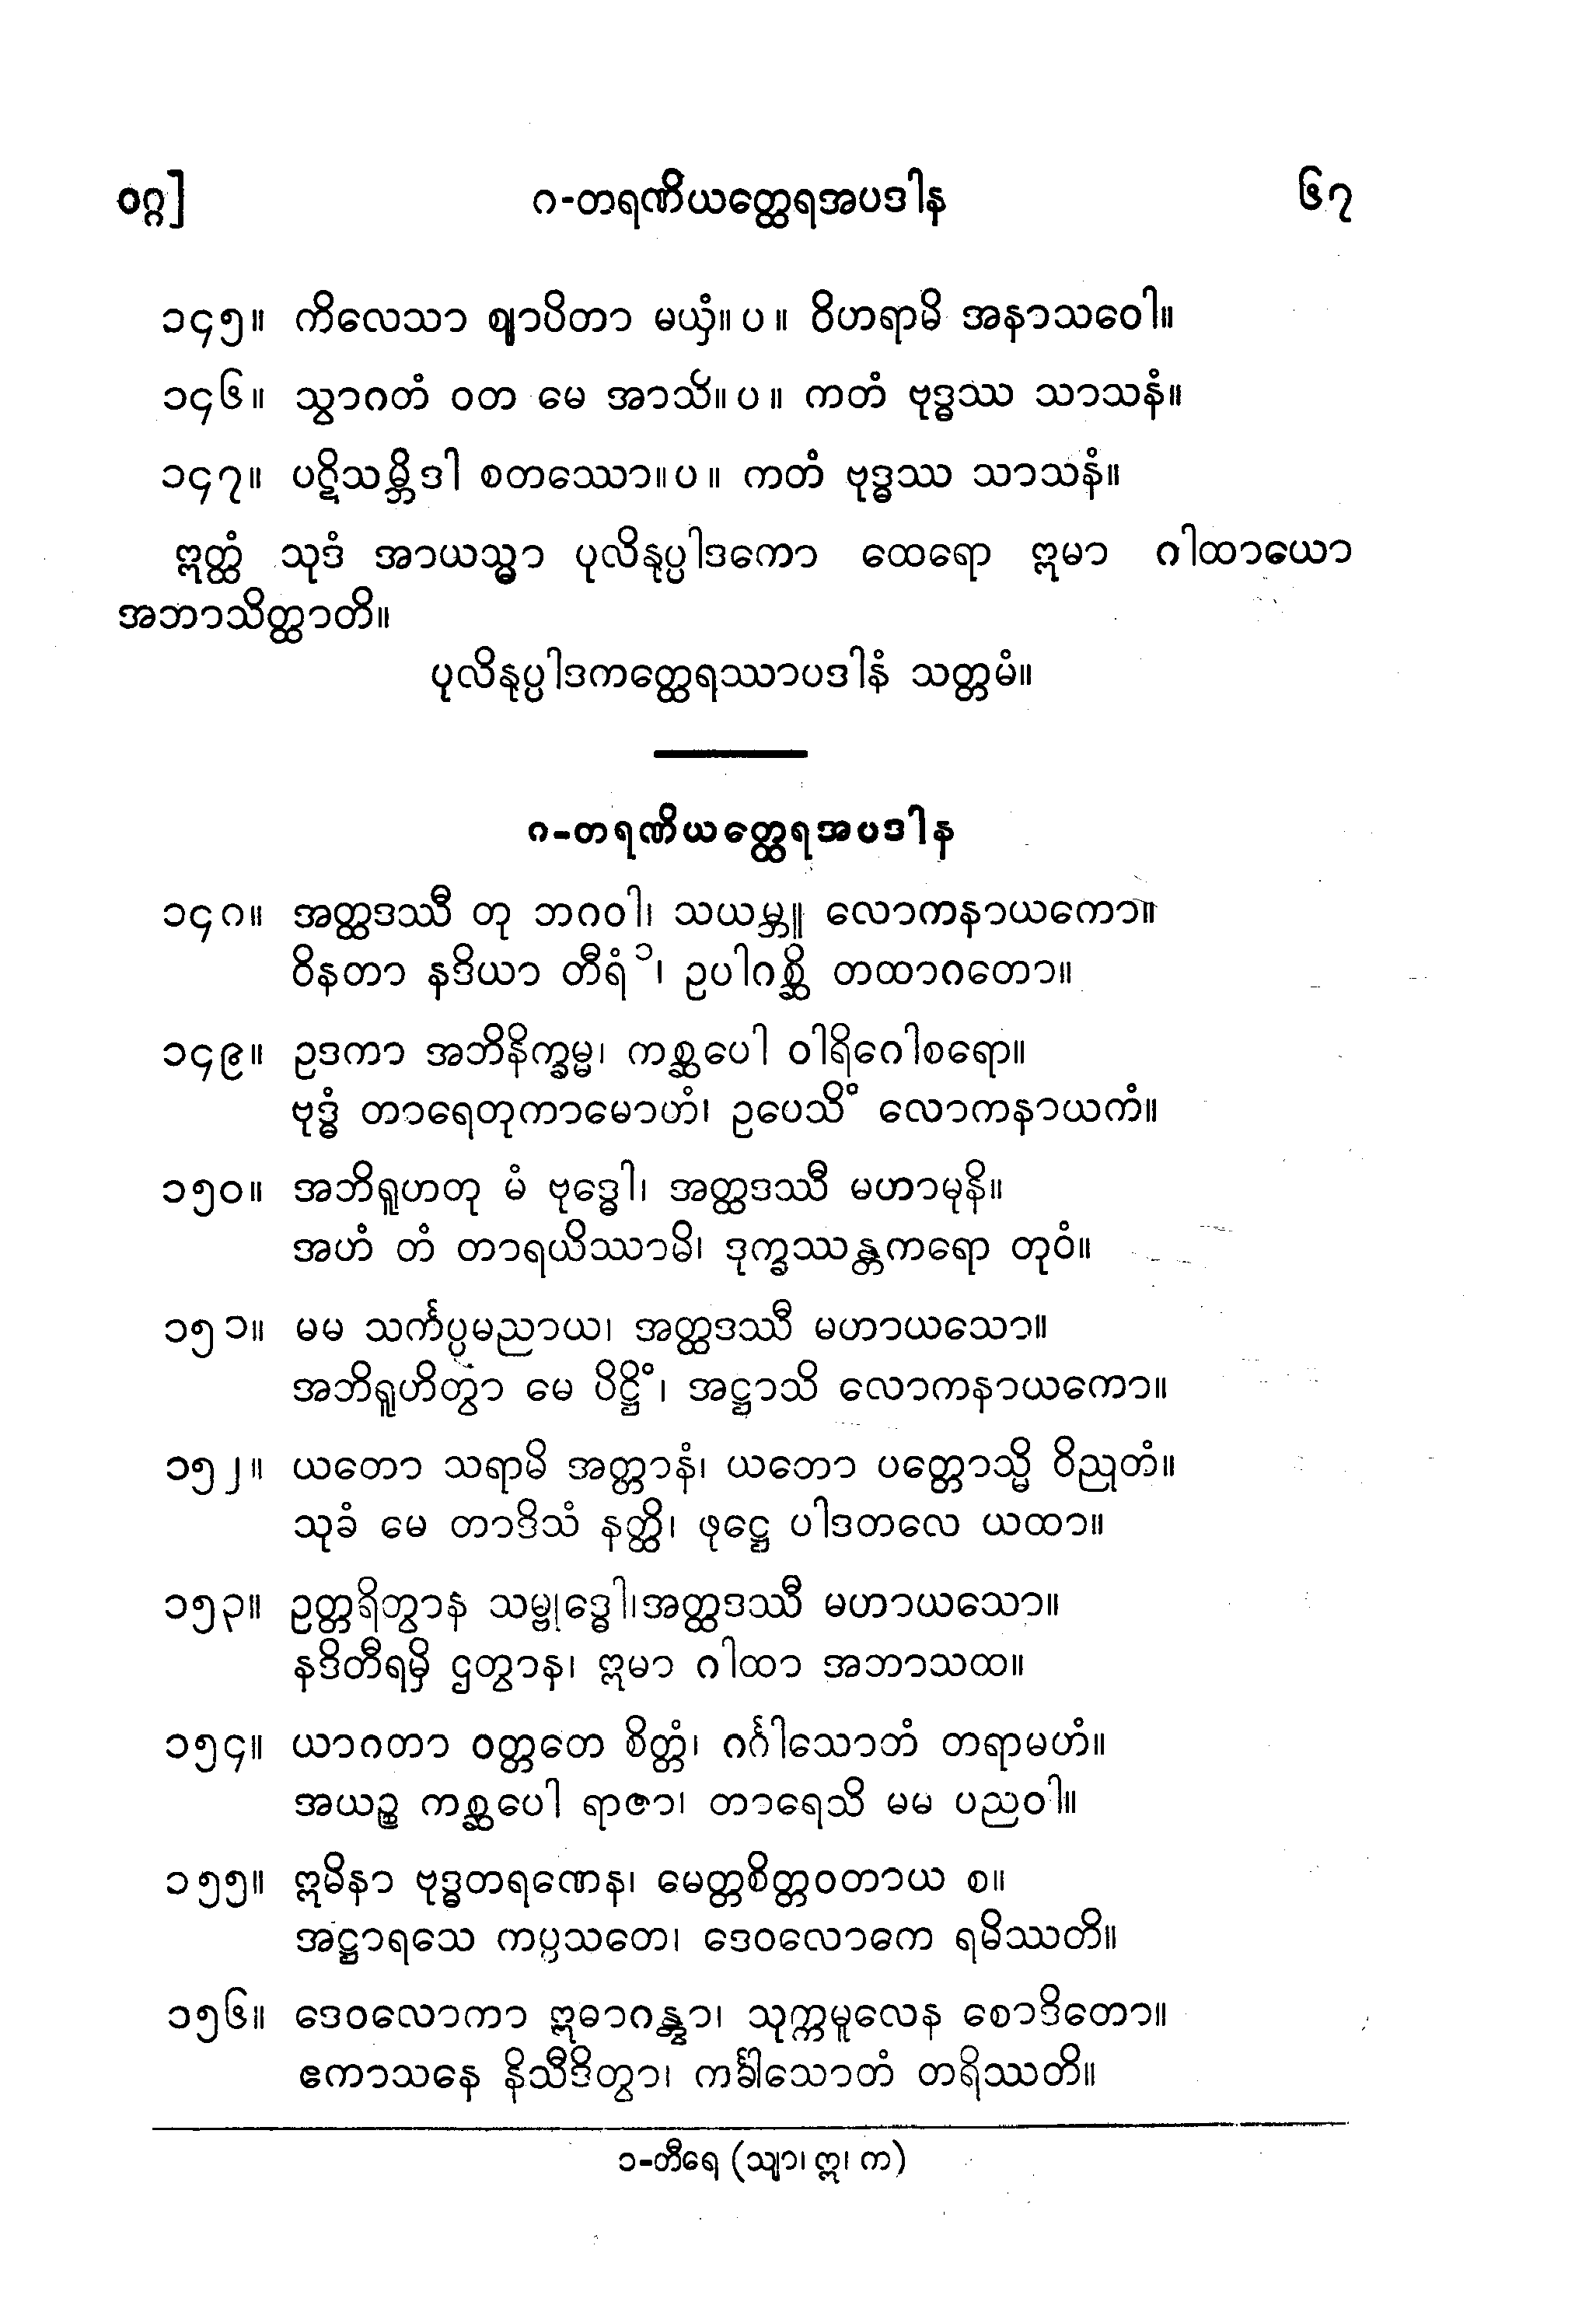 ဝဂ္ဂ]
၈-တရဏိယတ္ထေရအပဒါန
၆၇
၁၄၅။ ကိလေသာ ဈာပိတာ မယှံ။ ပ ။ ဝိဟရာမိ အနာသဝေါ။
၁၄၆။ သွာဂတံ ဝတ မေ အာသိ။ ပ ။ ကတံ ဗုဒ္ဓဿ သာသနံ။
၁၄၇။ ပဋိသမ္ဘိဒါ စတဿော။ ပ ။ ကတံ ဗုဒ္ဓဿ သာသနံ။
ဣတ္ထံ သုဒံ အာယသ္မာ ပုလိနုပ္ပါဒကော ထေရော ဣမာ ဂါထာယော
အဘာသိတ္ထာတိ။
ပုလိနုပ္ပါဒကတ္ထေရဿာပဒါနံ သတ္တမံ။
၈-တရဏိယတ္ထေရအပဒါန
၁၄၈။ အတ္ထဒဿီ တု ဘဂဝါ၊ သယမ္ဘူ လောကနာယကော။
ဝိနတာ နဒိယာ တီရံ ၁၊ ဥပါဂစ္ဆိ တထာဂတော။
၁၄၉။ ဥဒကာ အဘိနိက္ခမ္မ၊ ကစ္ဆပေါ ဝါရိဂေါစရော။
ဗုဒ္ဓံ တာရေတုကာမောဟံ၊ ဥပေသိံ လောကနာယကံ။
၁၅၀။ အဘိရူဟတု မံ ဗုဒ္ဓေါ၊ အတ္ထဒဿီ မဟာမုနိ။
အဟံ တံ တာရယိဿာမိ၊ ဒုက္ခဿန္တကရော တုဝံ။
၁၅၁။ မမ သင်္ကပ္ပမညာယ၊ အတ္ထဒဿီ မဟာယသော။
အဘိရူဟိတွာ မေ ပိဋ္ဌိံ၊ အဋ္ဌာသိ လောကနာယကော။
၁၅၂။ ယတော သရာမိ အတ္တာနံ၊ ယတော ပတ္တောသ္မိ ဝိညုတံ။
သုခံ မေ တာဒိသံ နတ္ထိ၊ ဖုဋ္ဌေ ပါဒတလေ ယထာ။
၁၅၃။ ဥတ္တရိတွာန သမ္ဗုဒ္ဓေါ၊အတ္ထဒဿီ မဟာယသော။
နဒိတီရမှိ ဌတွာန၊ ဣမာ ဂါထာ အဘာသထ။
၁၅၄။ ယာဝတာ ဝတ္တတေ စိတ္တံ၊ ဂင်္ဂါသောတံ တရာမဟံ။
အယဉ္စ ကစ္ဆပေါ ရာဇာ၊ တာရေသိ မမ ပညဝါ။
၁၅၅။ ဣမိနာ ဗုဒ္ဓတရဏေန၊ မေတ္တစိတ္တဝတာယ စ။
အဋ္ဌာရသေ ကပ္ပသတေ၊ ဒေဝလောကေ ရမိဿတိ။
၁၅၆။ ဒေဝလောကာ ဣဓာဂန္တွာ၊ သုက္ကမူလေန စောဒိတော။
ဧကာသနေ နိသီဒိတွာ၊ ကင်္ခါသောတံ တရိဿတိ။
၁-တီရေ (သျာ၊ ဣ၊ က)